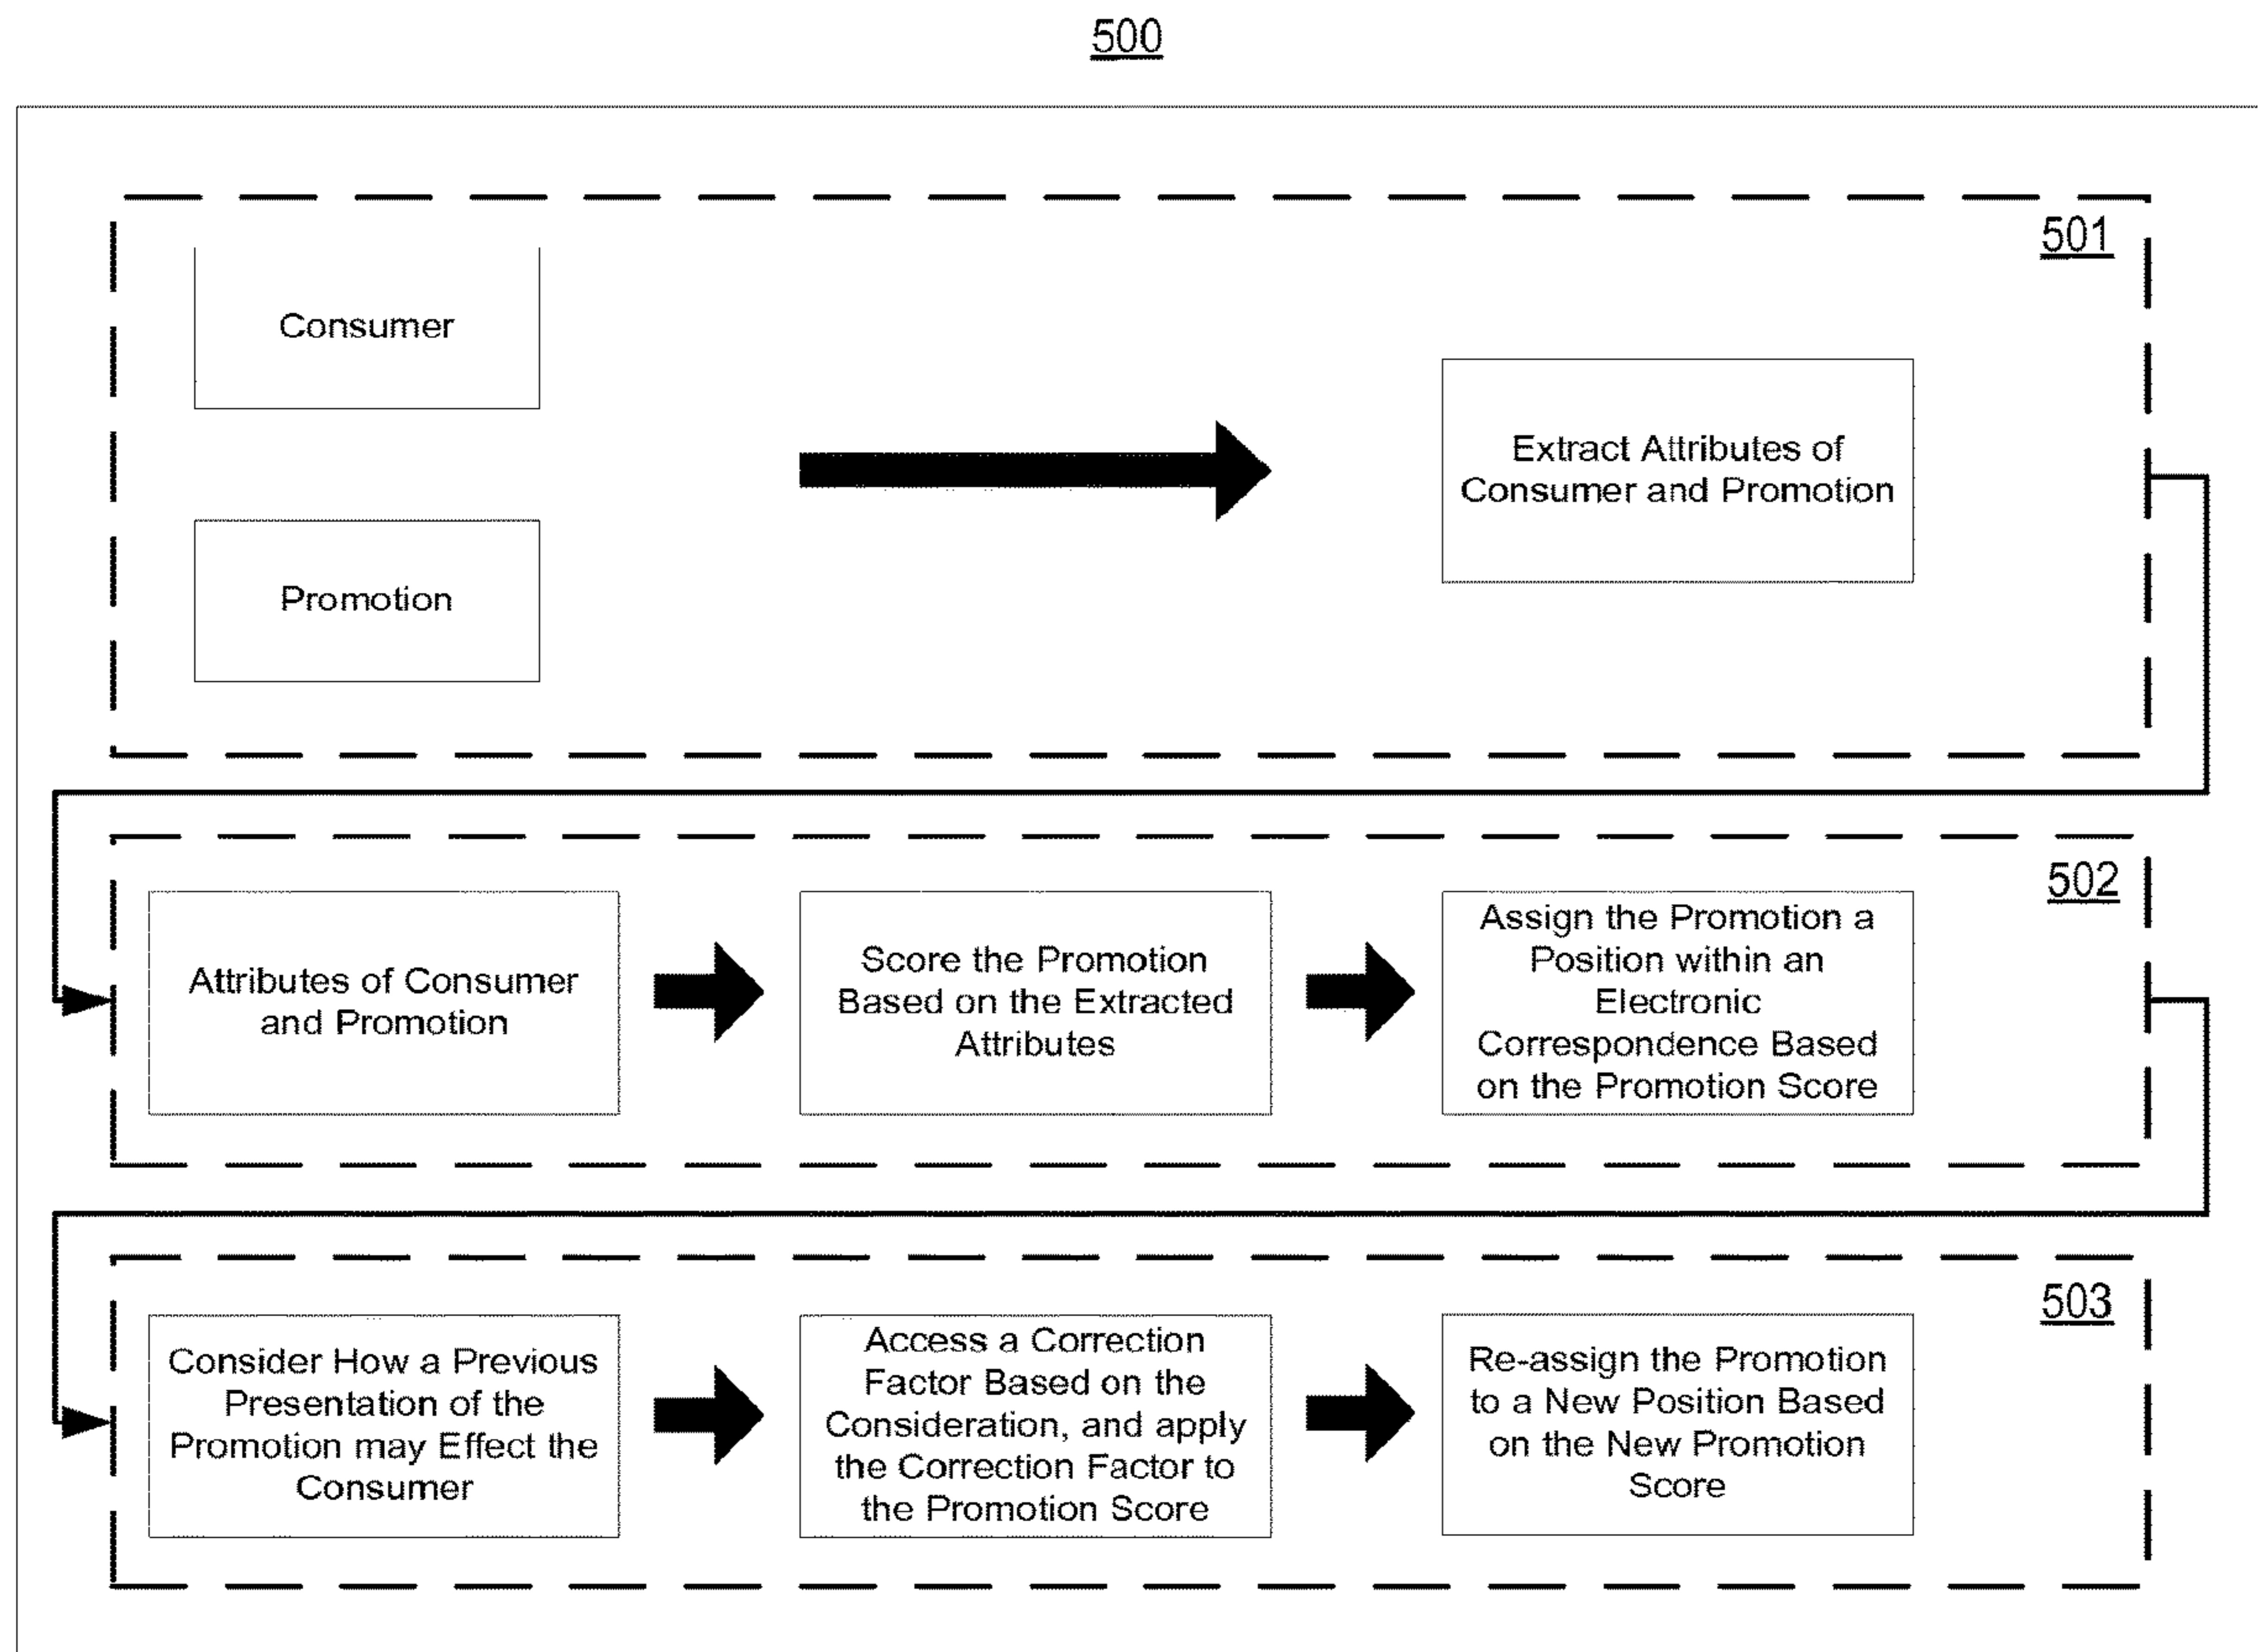 500
501
Consumer
Extract Attributes of
Consumer and Promotion
Promotion
502
Attributes of Consumer
and Promotion
Score the Promotion
Based on the Extracted
Attributes
Assign the Promotion a
Position within an
Electronic
Correspondence Based
on the Promotion Score
503
Consider How a Previous
Presentation of the
Promotion may Effect the
Consumer
Access a Correction
Factor Based on the
Consideration, and apply
the Correction Factor to
the Promotion Score
Re-assign the Promotion
to a New Position Based
on the New Promotion
Score